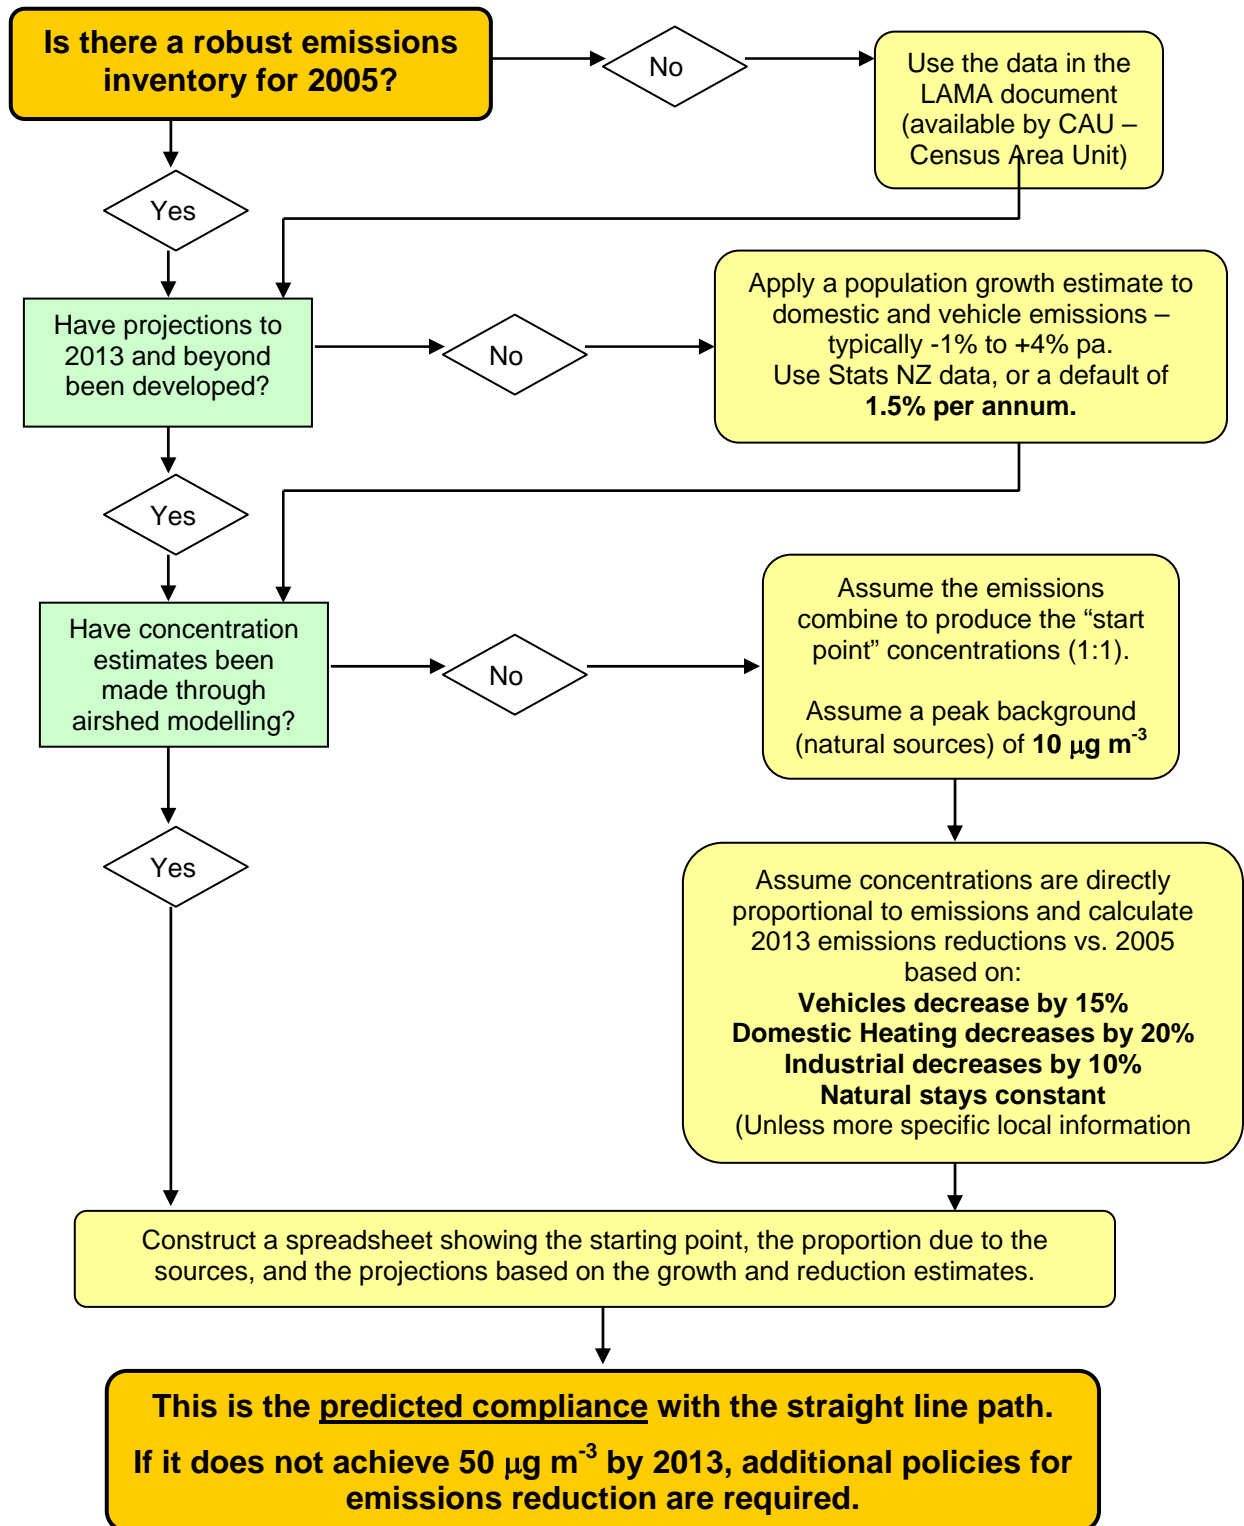 Is there a robust emissions
inventory for 2005?
No
Use the data in the
LAMA document
(available by CAU –
Census Area Unit)
Yes
Have projections to
2013 and beyond
been developed?
No
Apply a population growth estimate to
domestic and vehicle emissions –
typically -1% to +4% pa.
Use Stats NZ data, or a default of
1.5% per annum.
Yes
Have concentration
estimates been
made through
airshed modelling?
No
Assume the emissions
combine to produce the “start
point” concentrations (1:1).
Assume a peak background
(natural sources) of 10 μg m-3
Yes
Assume concentrations are directly
proportional to emissions and calculate
2013 emissions reductions vs. 2005
based on:
Vehicles decrease by 15%
Domestic Heating decreases by 20%
Industrial decreases by 10%
Natural stays constant
(Unless more specific local information
Construct a spreadsheet showing the starting point, the proportion due to the
sources, and the projections based on the growth and reduction estimates.
This is the predicted compliance with the straight line path.
If it does not achieve 50 μg m-3 by 2013, additional policies for
emissions reduction are required.